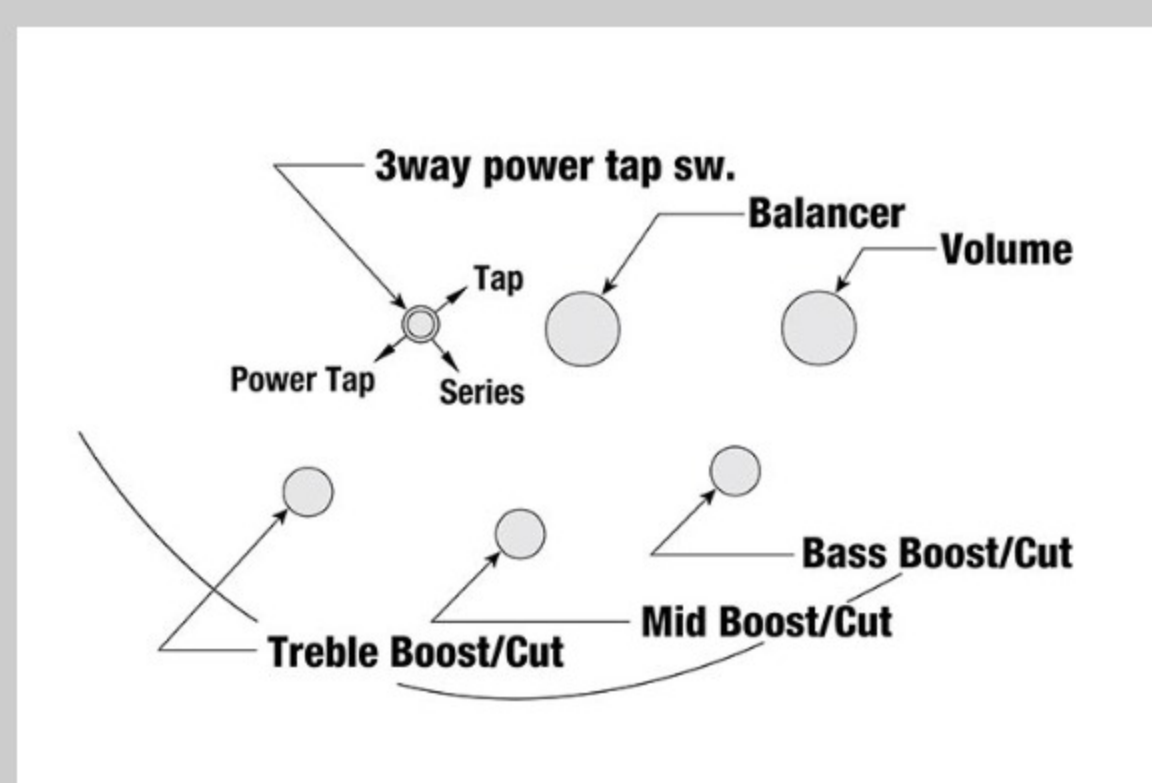 3way power tap sw.
Balancer
Volume
Tap
Power Tap
Series
Bass Boost/Cut
Mid Boost/Cut
Treble Boost/Cut